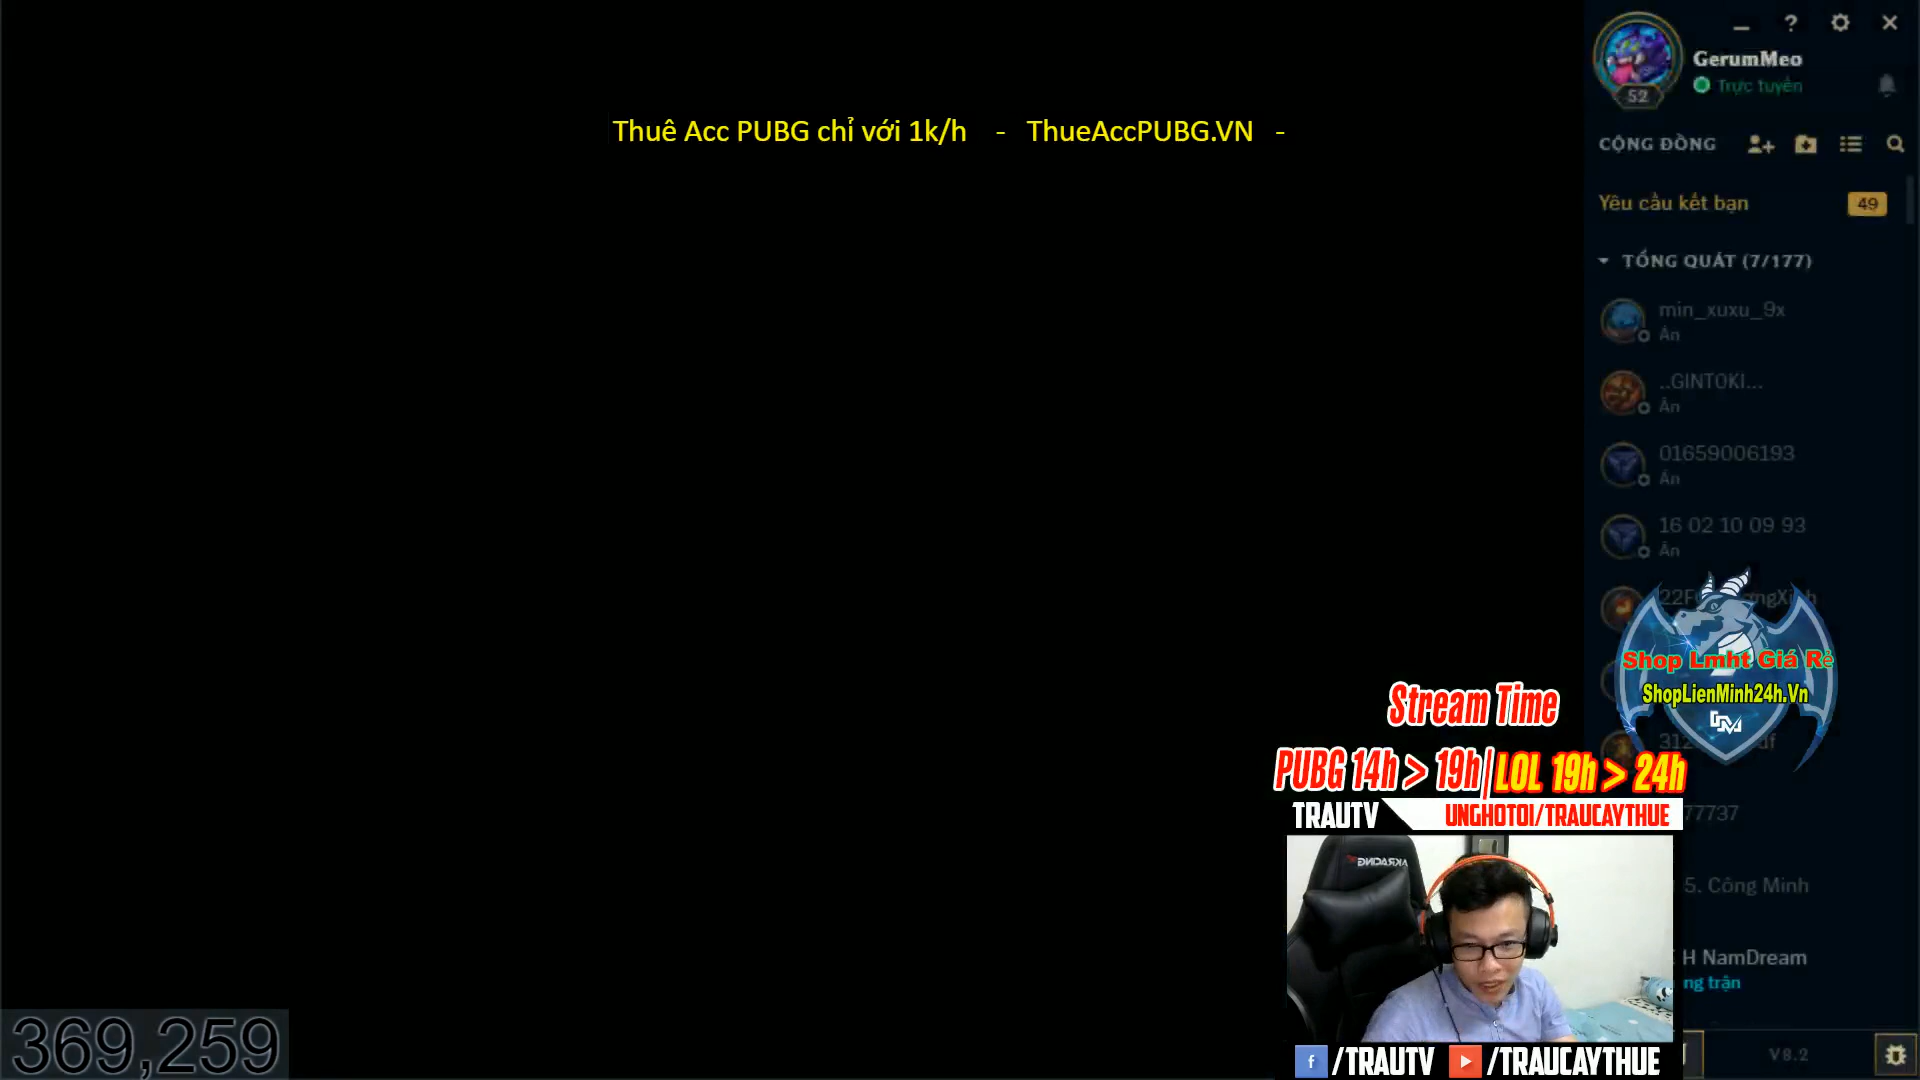 GerumMeo
Trực tuyến
52
Thuê Acc PUBG chỉ với 1k/h - ThueAccPUBG.VN -
CỘNG ĐỒNG
Yêu cầu kết bạn
49
TỔNG QUÁT (7/177)
min_xuxu_9x
Ẩn
..GINTOKI...
Ẩn
01659006193
Ẩn
16 02 10 09 93
Ẩn
Shop Lmht Giá Rẻ
ShopLienMinh24h.Vn
Stream Time
PUBG 14h > 19h| LOL 19h > 24h
TRAUTV
UNGHOTOI/TRAUCAYTHUE
77737
AKRACING
5. Công Minh
H NamDream
ng trận
369,259
/TRAUTV
/TRAUCAYTHUE
V8.2